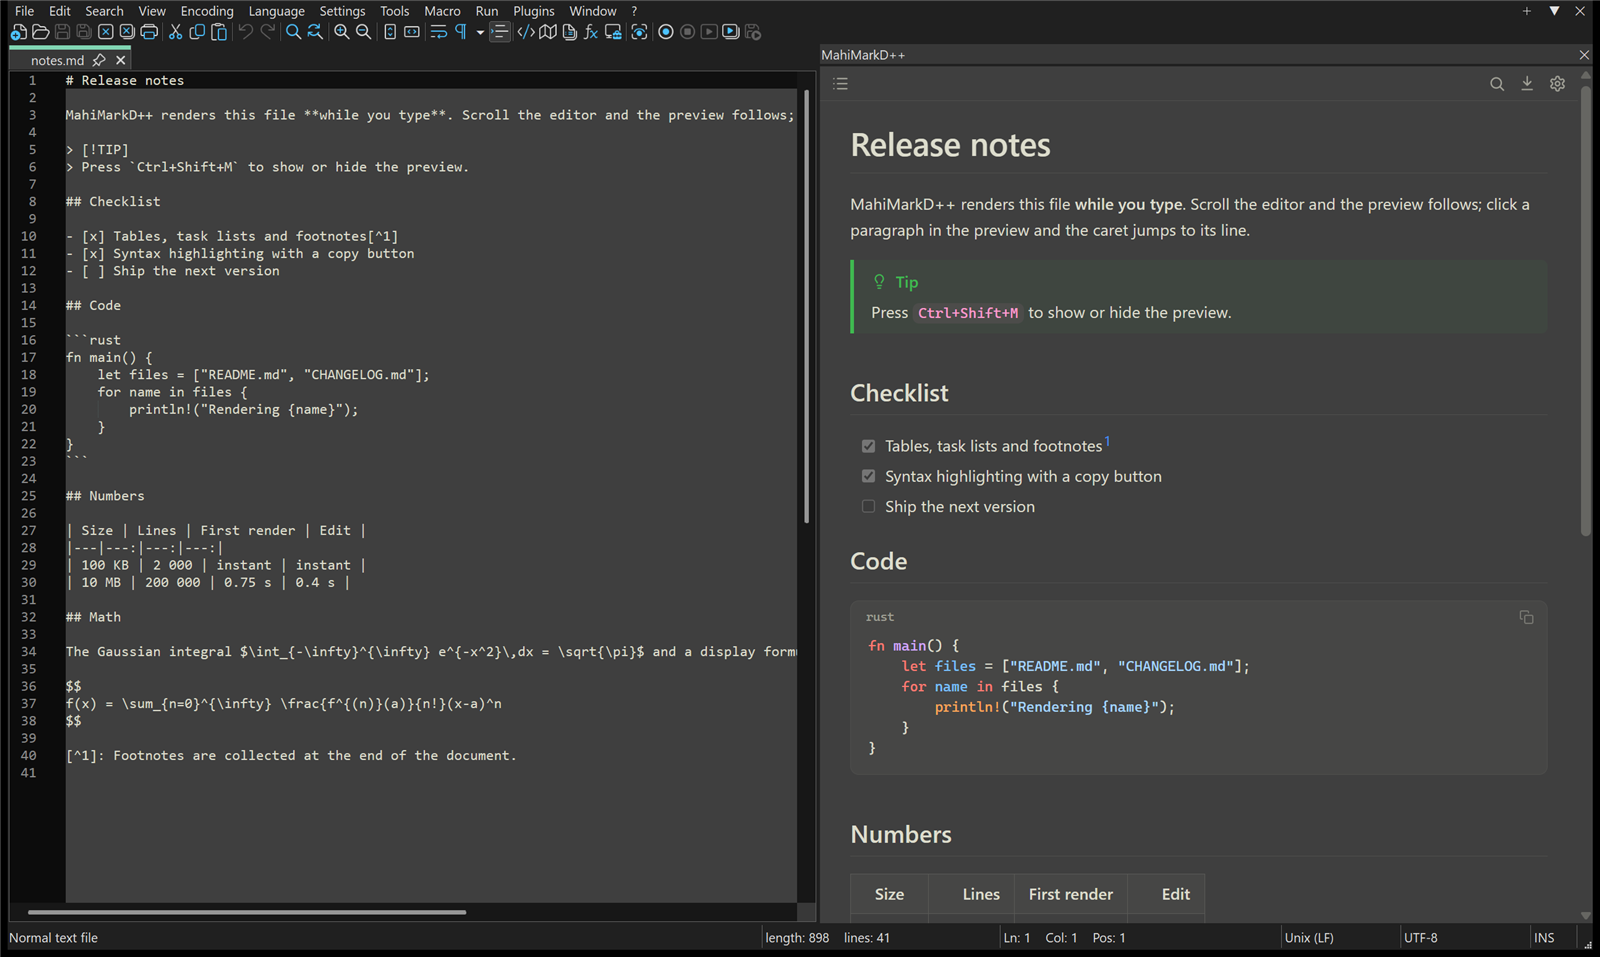 File Edit Search View Encoding Language Settings Tools Macro Run Plugins Window ?
notes.md
1 # Release notes
2
3 MahiMarkD++ renders this file **while you type**. Scroll the editor and the preview follows;
4
5 > [!TIP]
6 > Press `Ctrl+Shift+M` to show or hide the preview.
7
8 ## Checklist
9
10 - [x] Tables, task lists and footnotes[^1]
11 - [x] Syntax highlighting with a copy button
12 - [ ] Ship the next version
13
14 ## Code
15
16 ```rust
17 fn main() {
18 let files = ["README.md", "CHANGELOG.md"];
19 for name in files {
20 println!("Rendering {name}");
21 }
22 }
23 ```
24
25 ## Numbers
26
27 | Size | Lines | First render | Edit |
28 |---|---:|---:|---:|
29 | 100 KB | 2 000 | instant | instant |
30 | 10 MB | 200 000 | 0.75 s | 0.4 s |
31
32 ## Math
33
34 The Gaussian integral $\int_{-\infty}^{\infty} e^{-x^2}\,dx = \sqrt{\pi}$ and a display
35
36 $$
37 f(x) = \sum_{n=0}^{\infty} \frac{f^{(n)}(a)}{n!}(x-a)^n
38 $$
39
40 [^1]: Footnotes are collected at the end of the document.
41
MahiMarkD++
Release notes
MahiMarkD++ renders this file while you type. Scroll the editor and the preview follows; click a
paragraph in the preview and the caret jumps to its line.
Tip
Press Ctrl+Shift+M to show or hide the preview.
Checklist
Tables, task lists and footnotes1
Syntax highlighting with a copy button
Ship the next version
Code
rust
fn main() {
let files = ["README.md", "CHANGELOG.md"];
for name in files {
println!("Rendering {name}");
}
}
Numbers
Size Lines First render Edit
Normal text file length: 898 lines: 41 Ln: 1 Col: 1 Pos: 1 Unix (LF) UTF-8 INS